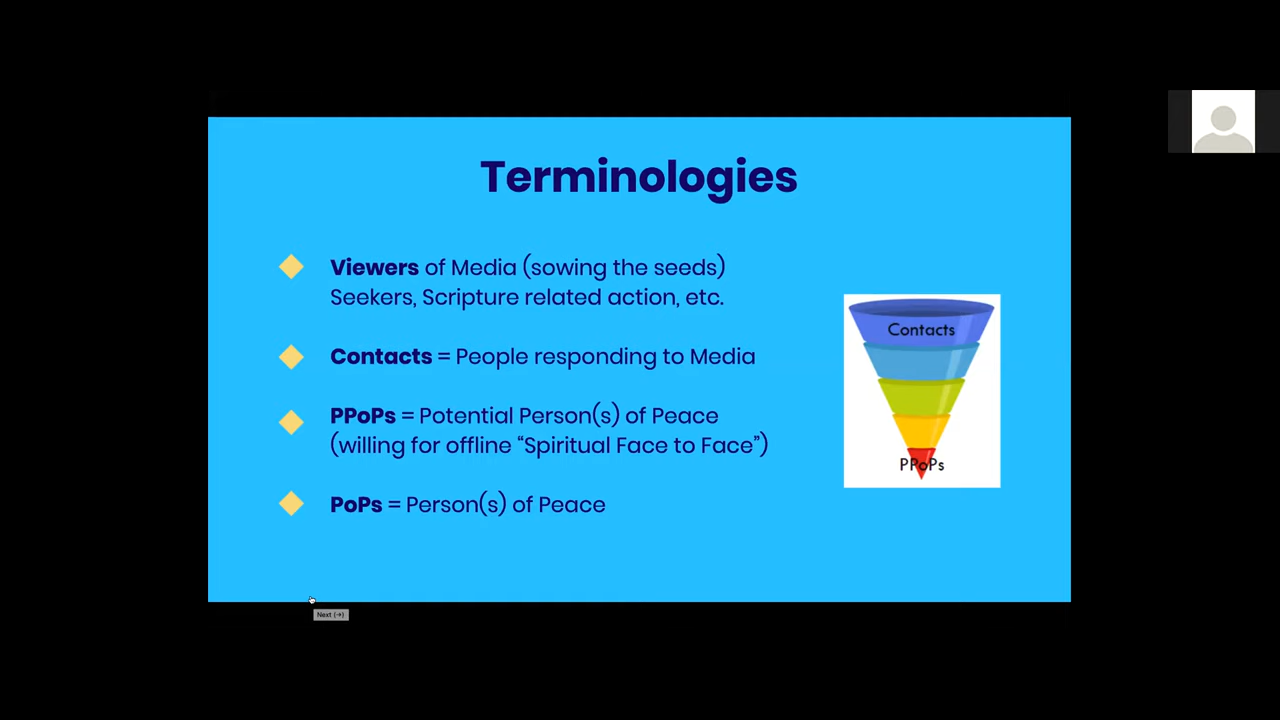 Terminologies
Viewers of Media (sowing the seeds)
Seekers, Scripture related action, etc.
Contacts = People responding to Media
PPoPs = Potential Person(s) of Peace
(willing for offline “Spiritual Face to Face”)
PoPs = Person(s) of Peace
Contacts
PPoPs
Next (→)